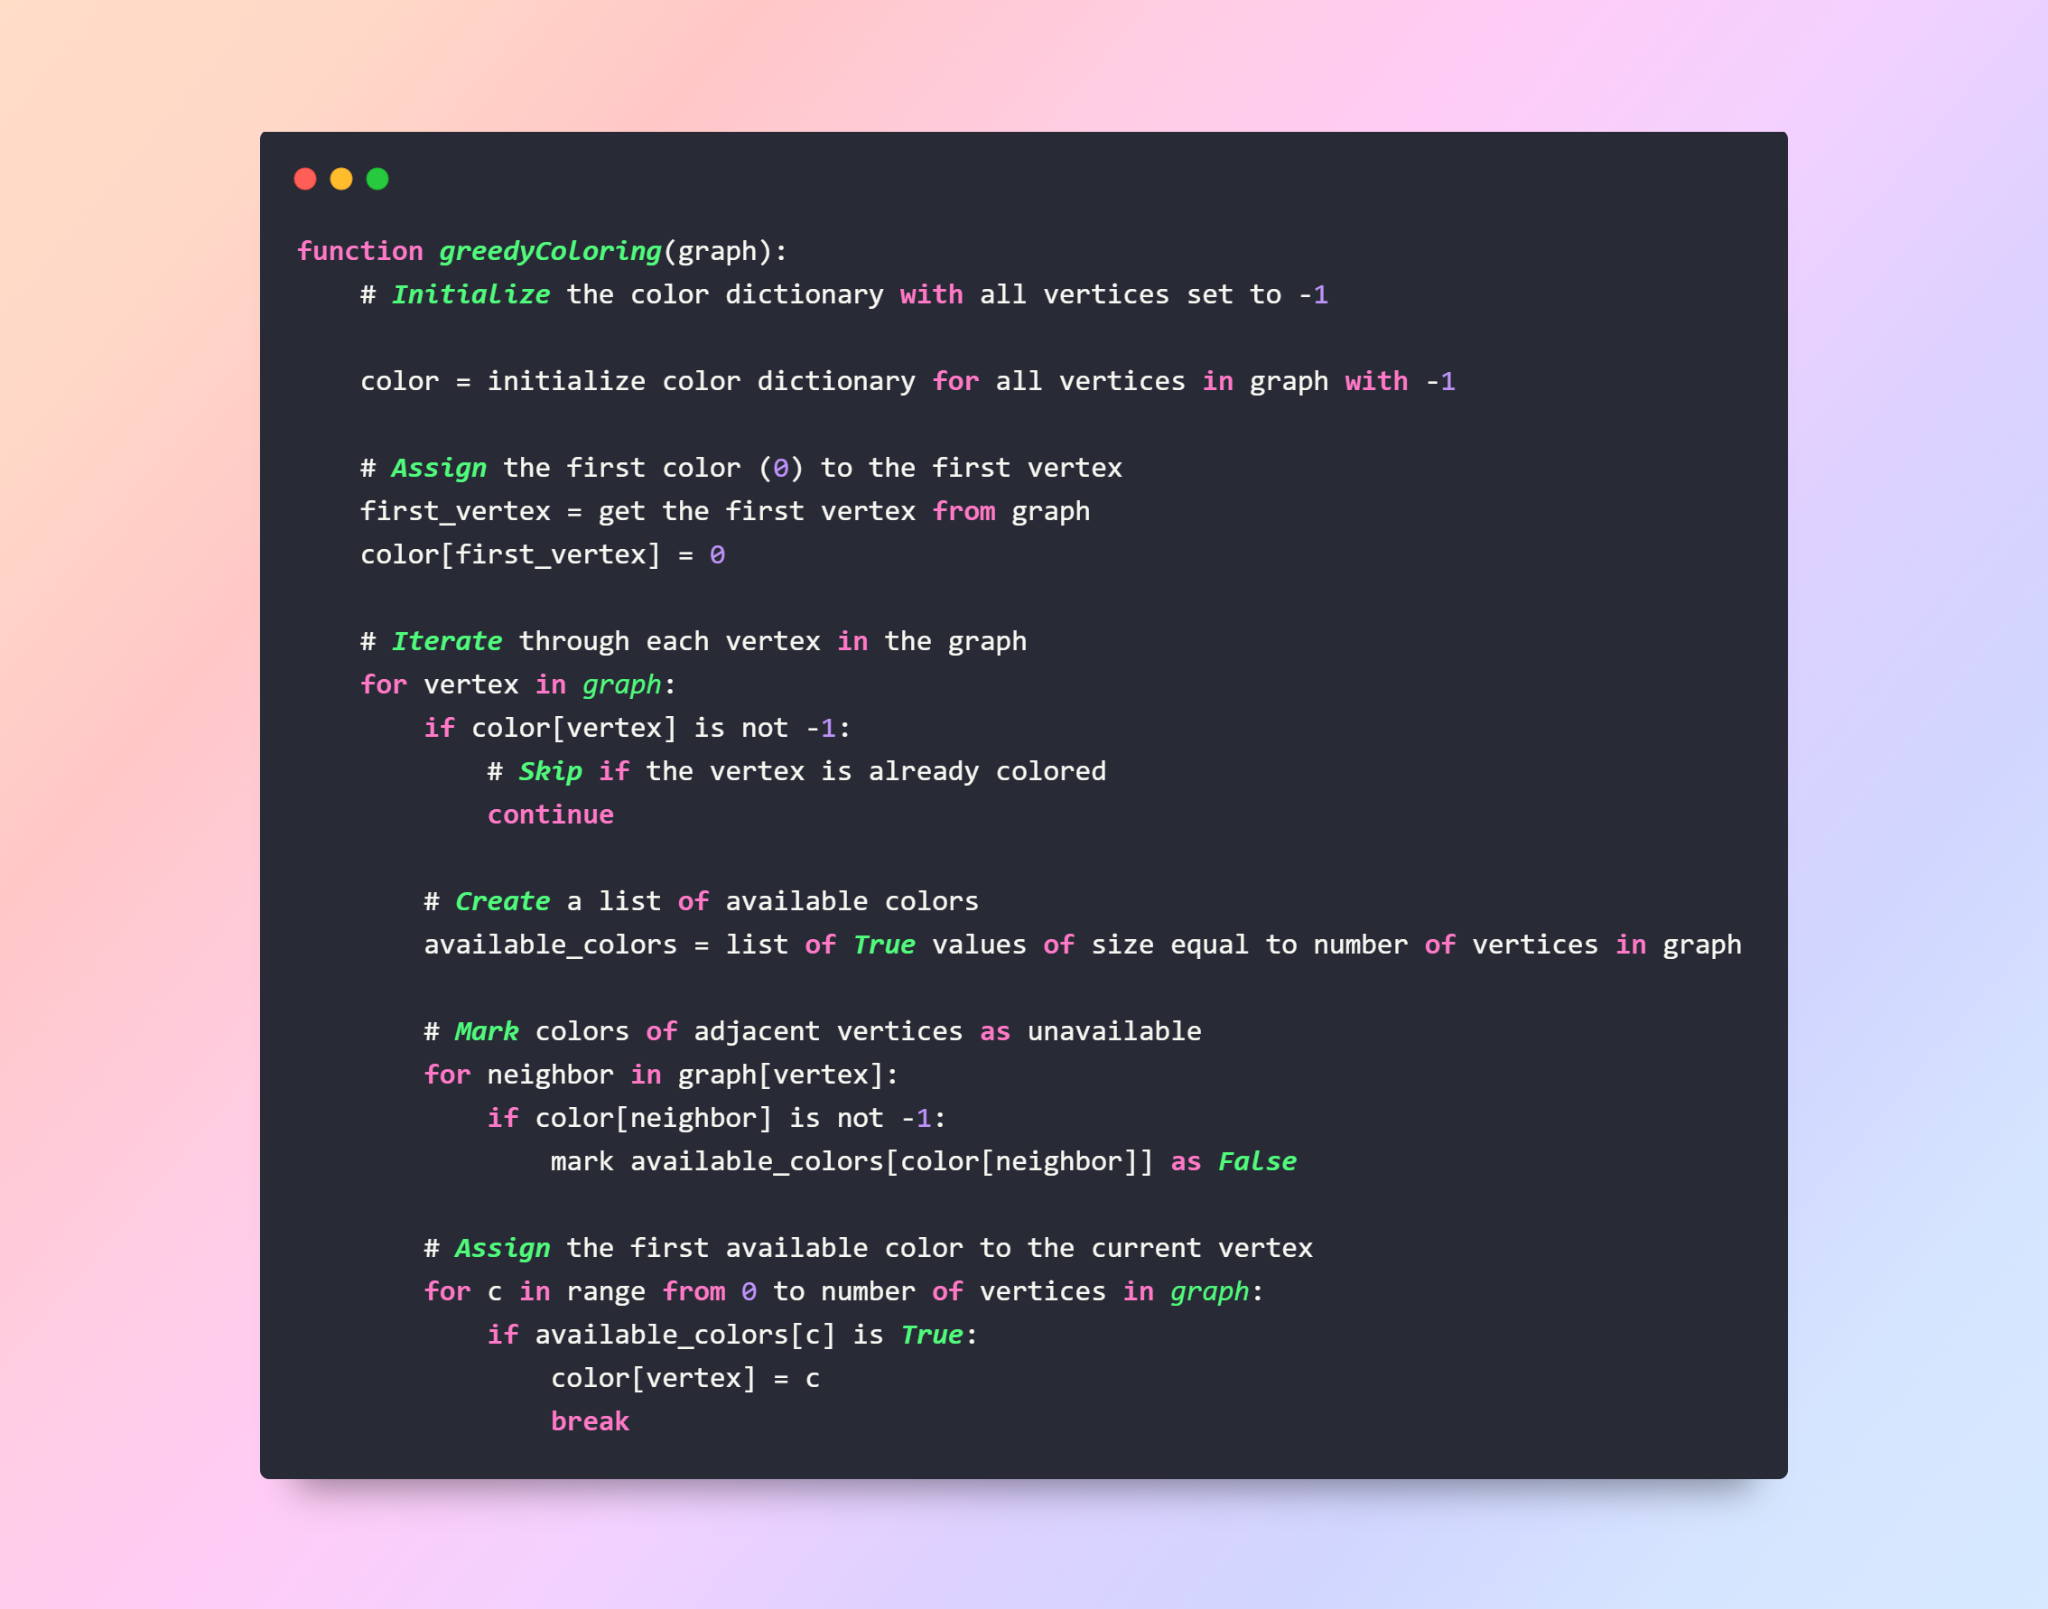 function greedyColoring(graph):
    # Initialize the color dictionary with all vertices set to -1

    color = initialize color dictionary for all vertices in graph with -1

    # Assign the first color (0) to the first vertex
    first_vertex = get the first vertex from graph
    color[first_vertex] = 0

    # Iterate through each vertex in the graph
    for vertex in graph:
        if color[vertex] is not -1:
            # Skip if the vertex is already colored
            continue

        # Create a list of available colors
        available_colors = list of True values of size equal to number of vertices in graph

        # Mark colors of adjacent vertices as unavailable
        for neighbor in graph[vertex]:
            if color[neighbor] is not -1:
                mark available_colors[color[neighbor]] as False

        # Assign the first available color to the current vertex
        for c in range from 0 to number of vertices in graph:
            if available_colors[c] is True:
                color[vertex] = c
                break